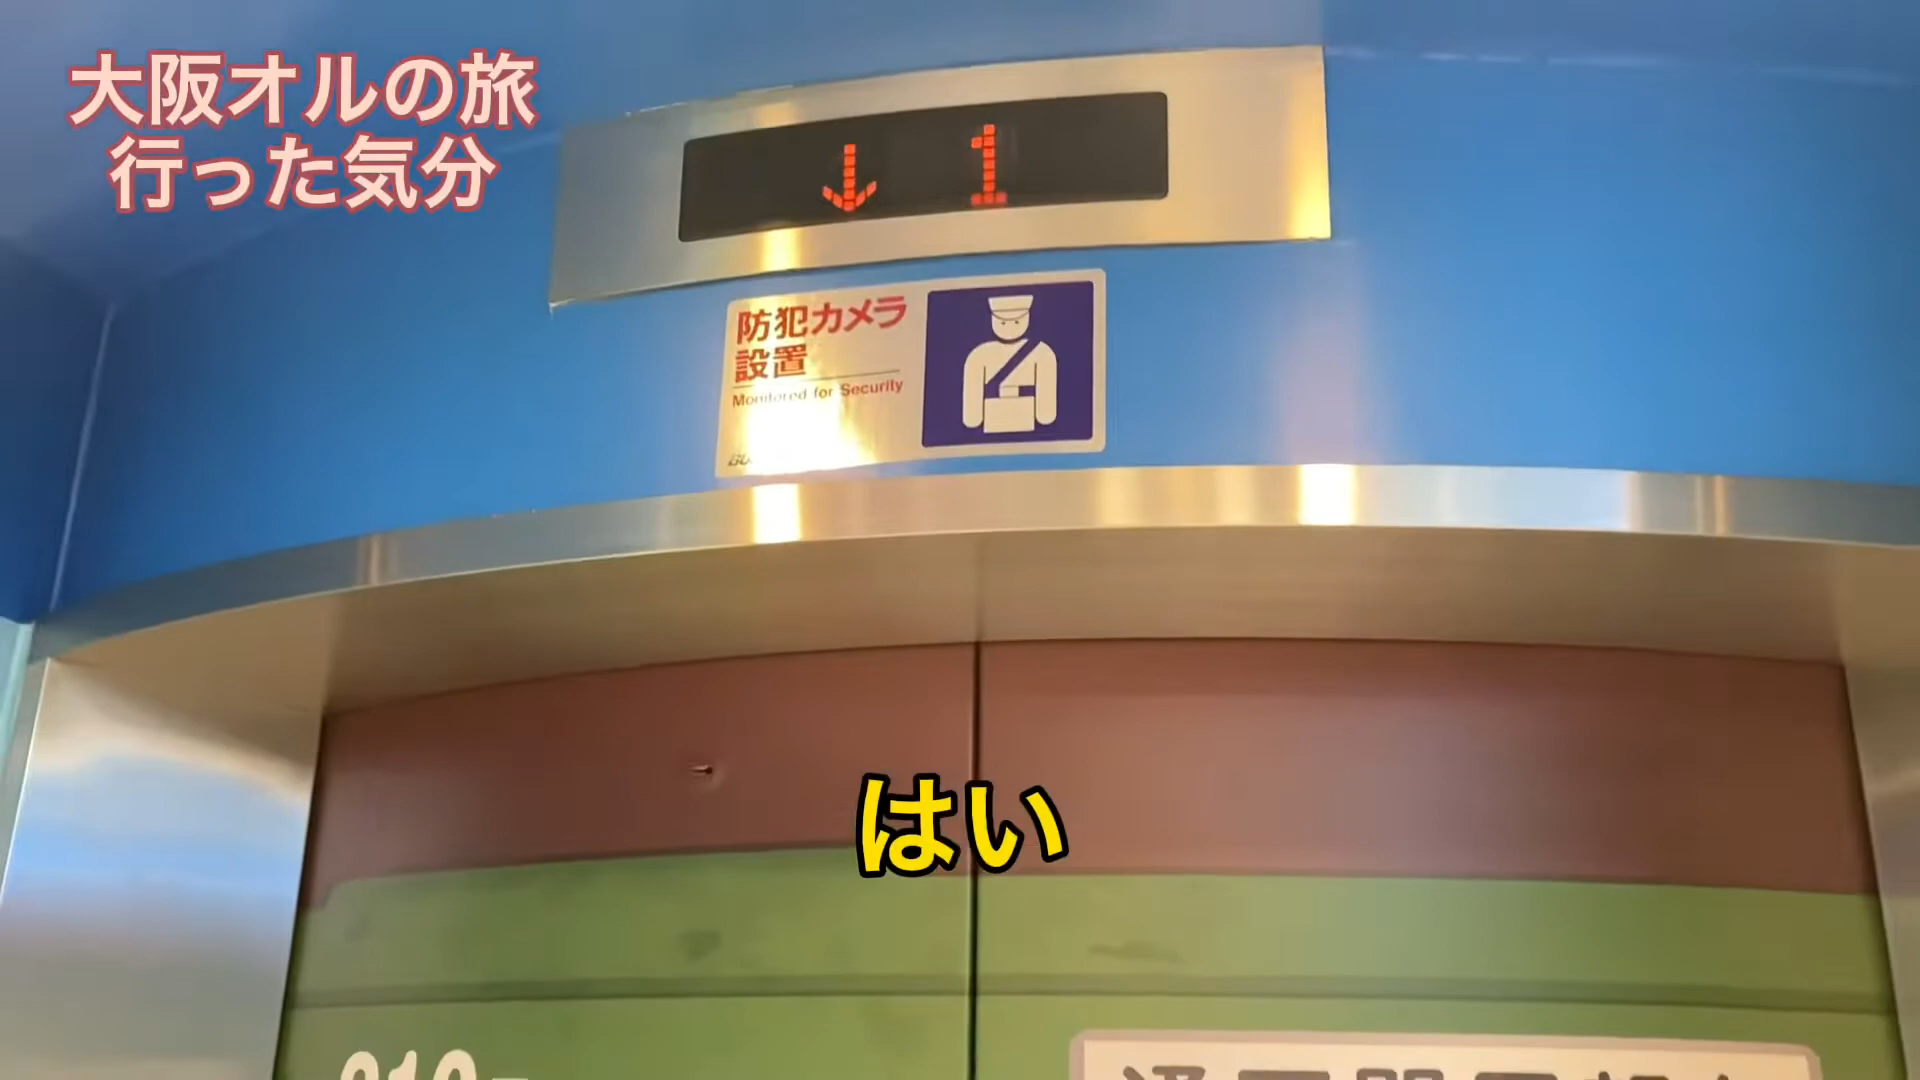 大阪オルの旅
行った気分
↓ 1
防犯カメラ
設置
Monitored for Security
はい